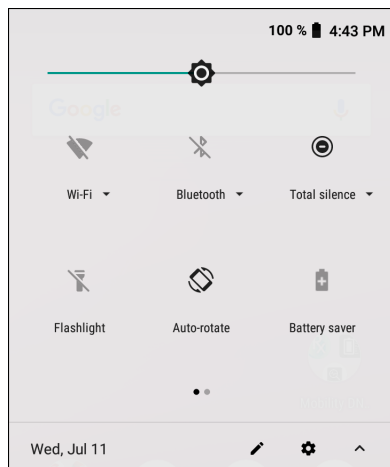 100 % 4:43 PM
Google
Wi-Fi Bluetooth Total silence
Flashlight Auto-rotate Battery saver
Wed, Jul 11